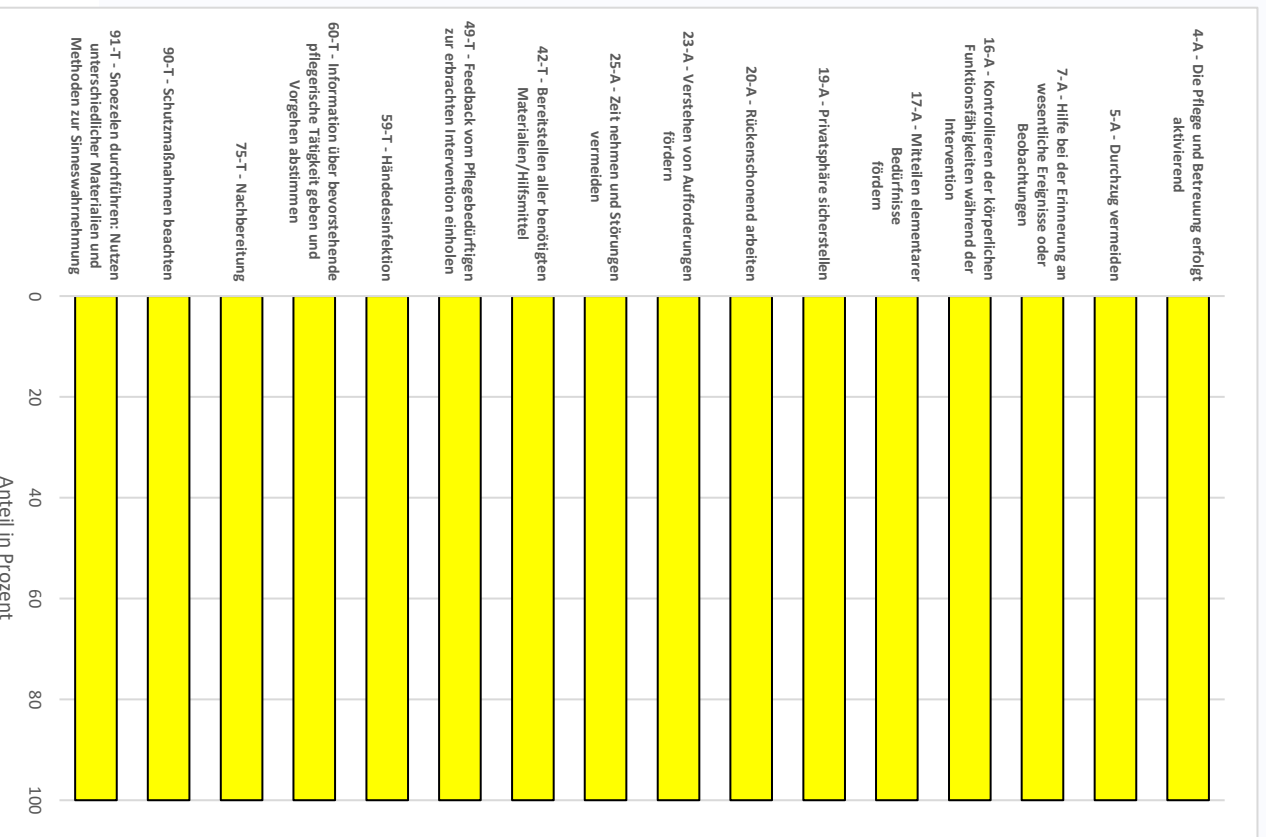 4-A - Die Pflege und Betreuung erfolgt
aktivierend
5-A - Durchzug vermeiden
7-A - Hilfe bei der Erinnerung an
wesentliche Ereignisse oder
Beobachtungen
16-A - Kontrollieren der körperlichen
Funktionsfähigkeiten während der
Intervention
17-A - Mitteilen elementarer
Bedürfnisse
fördern
19-A - Privatsphäre sicherstellen
20-A - Rückenschonend arbeiten
23-A - Verstehen von Aufforderungen
fördern
25-A - Zeit nehmen und Störungen
vermeiden
42-T - Bereitstellen aller benötigten
Materialien/Hilfsmittel
49-T - Feedback vom Pflegebedürftigen
zur erbrachten Intervention einholen
59-T - Händedesinfektion
60-T - Information über bevorstehende
pflegerische Tätigkeit geben und
Vorgehen abstimmen
75-T - Nachbereitung
90-T - Schutzmaßnahmen beachten
91-T - Snoezelen durchführen: Nutzen
unterschiedlicher Materialien und
Methoden zur Sinneswahrnehmung
0 20 40 60 80 100
Anteil in Prozent